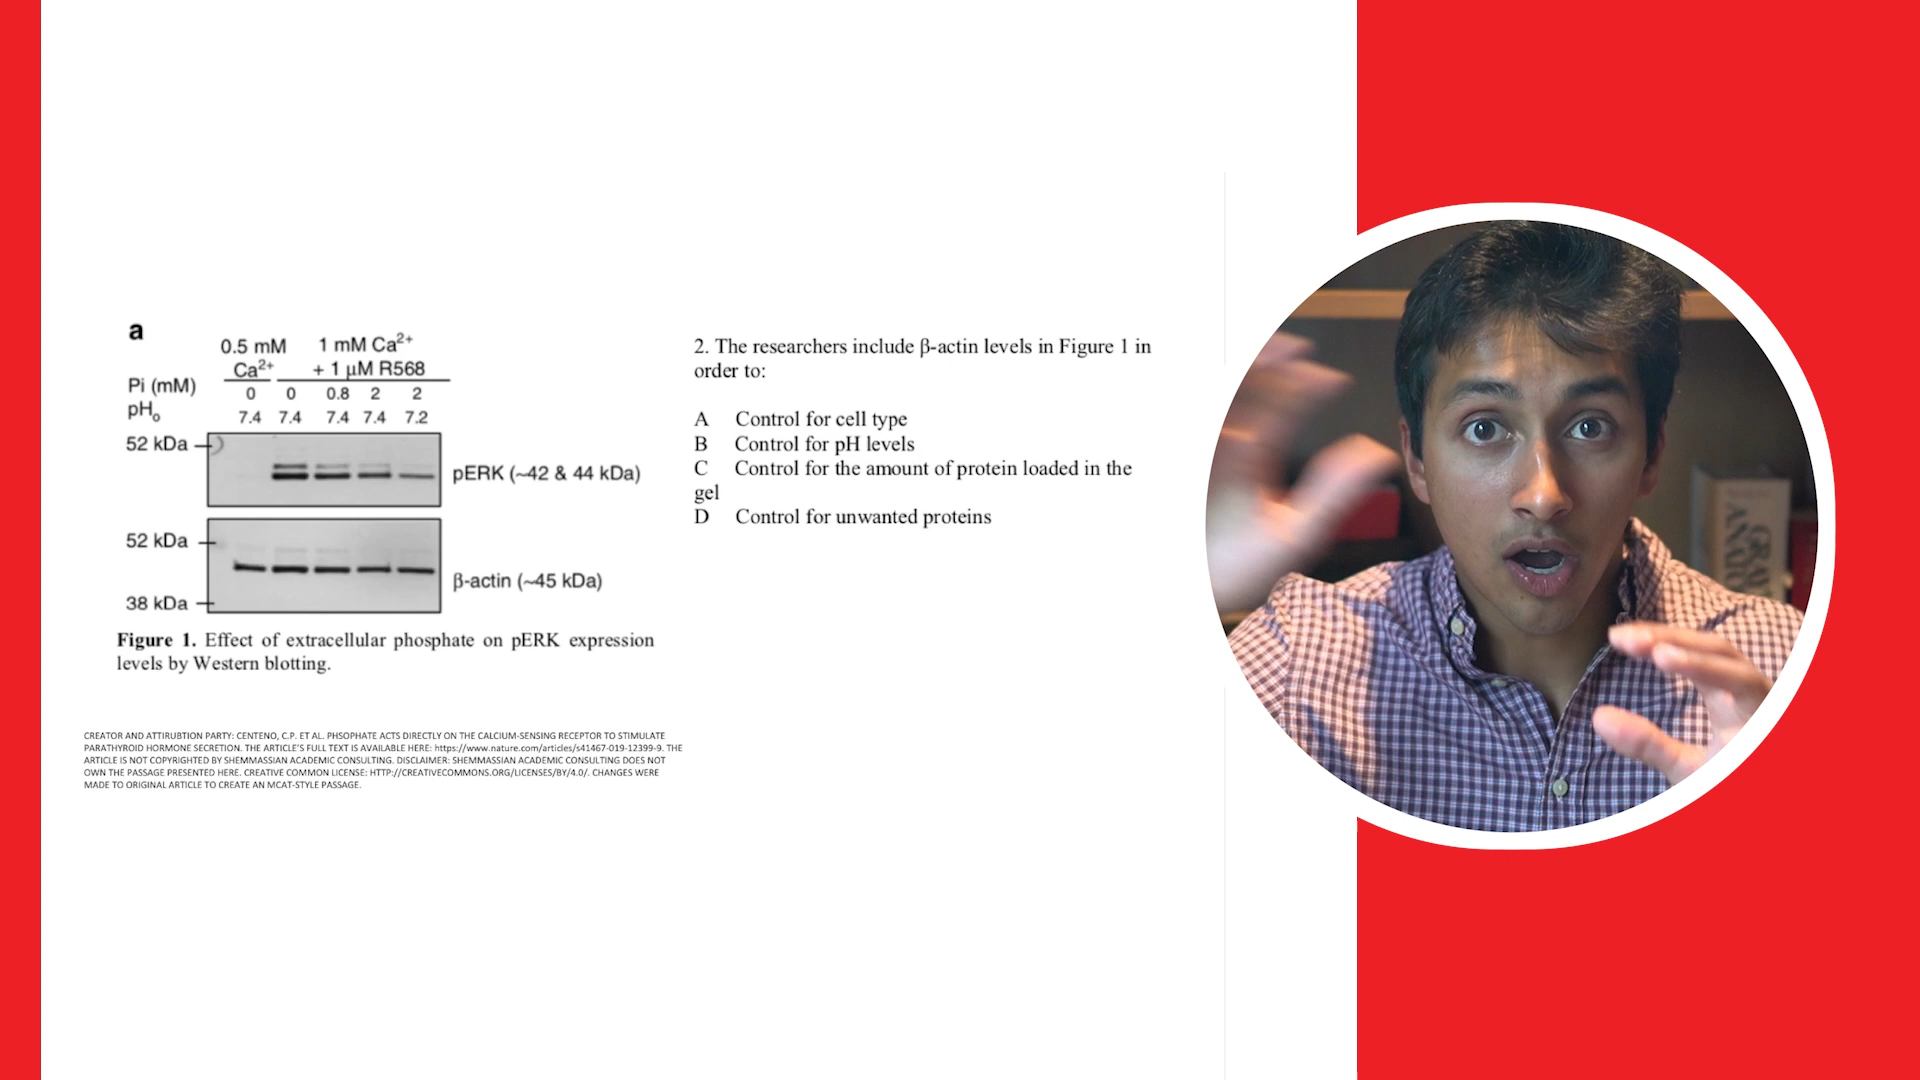 a
0.5 mM
Ca2+
1 mM Ca2+
+ 1 µM R568
Pi (mM) 0 0 0.8 2 2
pHo 7.4 7.4 7.4 7.4 7.2
52 kDa
pERK (~42 & 44 kDa)
52 kDa
β-actin (~45 kDa)
38 kDa
Figure 1. Effect of extracellular phosphate on pERK expression
levels by Western blotting.
CREATOR AND ATTIRUBTION PARTY: CENTENO, C.P. ET AL. PHSOPHATE ACTS DIRECTLY ON THE CALCIUM-SENSING RECEPTOR TO STIMULATE
PARATHYROID HORMONE SECRETION. THE ARTICLE'S FULL TEXT IS AVAILABLE HERE: https://www.nature.com/articles/s41467-019-12399-9. THE
ARTICLE IS NOT COPYRIGHTED BY SHEMMASSIAN ACADEMIC CONSULTING. DISCLAIMER: SHEMMASSIAN ACADEMIC CONSULTING DOES NOT
OWN THE PASSAGE PRESENTED HERE. CREATIVE COMMON LICENSE: HTTP://CREATIVECOMMONS.ORG/LICENSES/BY/4.0/. CHANGES WERE
MADE TO ORIGINAL ARTICLE TO CREATE AN MCAT-STYLE PASSAGE.
2. The researchers include β-actin levels in Figure 1 in
order to:
A Control for cell type
B Control for pH levels
C Control for the amount of protein loaded in the
gel
D Control for unwanted proteins